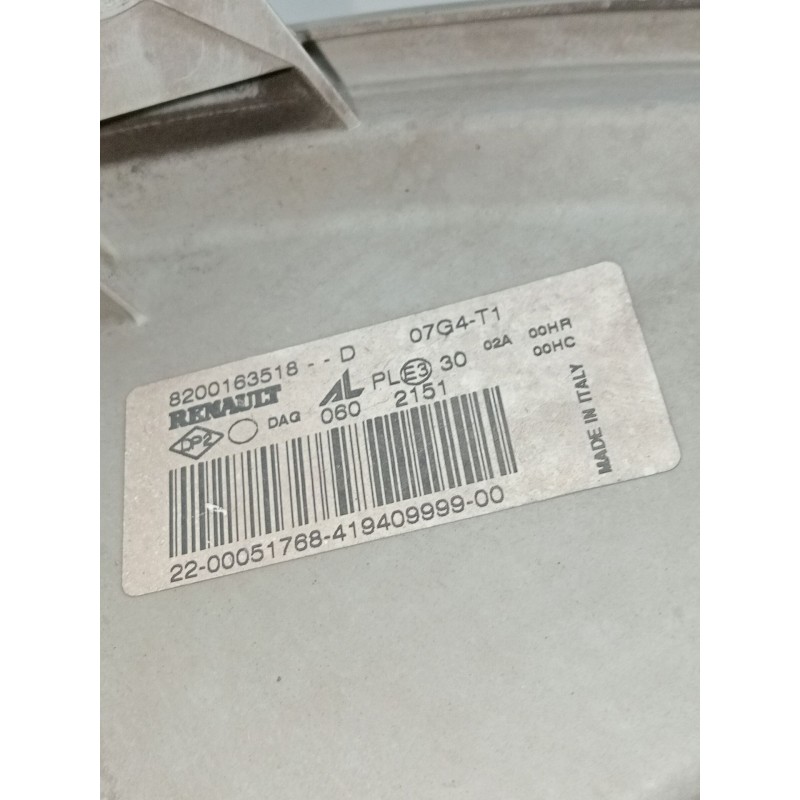 8200163518--D 07G4-T1
RENAULT AL PL E3 30 02A 00HR
00HC
DP2 DAG 060 2151
MADE IN ITALY
22-00051768-419409999-00